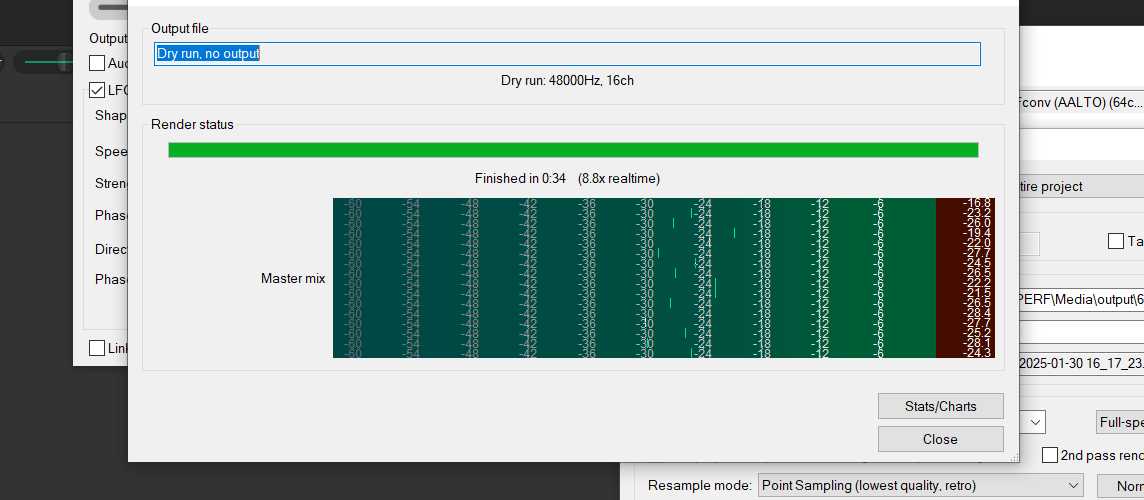 Output file
Dry run, no output
Dry run: 48000Hz, 16ch
Render status
Finished in 0:34 (8.8x realtime)
Master mix
-60 -54 -48 -42 -36 -30 -24 -18 -12 -6 -16.8
-60 -54 -48 -42 -36 -30 -24 -18 -12 -6 -23.2
-60 -54 -48 -42 -36 -30 -24 -18 -12 -6 -26.0
-60 -54 -48 -42 -36 -30 -24 -18 -12 -6 -19.4
-60 -54 -48 -42 -36 -30 -24 -18 -12 -6 -22.0
-60 -54 -48 -42 -36 -30 -24 -18 -12 -6 -27.7
-60 -54 -48 -42 -36 -30 -24 -18 -12 -6 -24.5
-60 -54 -48 -42 -36 -30 -24 -18 -12 -6 -26.5
-60 -54 -48 -42 -36 -30 -24 -18 -12 -6 -22.2
-60 -54 -48 -42 -36 -30 -24 -18 -12 -6 -21.5
-60 -54 -48 -42 -36 -30 -24 -18 -12 -6 -26.5
-60 -54 -48 -42 -36 -30 -24 -18 -12 -6 -28.4
-60 -54 -48 -42 -36 -30 -24 -18 -12 -6 -27.7
-60 -54 -48 -42 -36 -30 -24 -18 -12 -6 -25.2
-60 -54 -48 -42 -36 -30 -24 -18 -12 -6 -28.1
-60 -54 -48 -42 -36 -30 -24 -18 -12 -6 -24.3
Stats/Charts
Close
Output
Au
LF
Shap
Spee
Stren
Phas
Direc
Phas
Link
conv (AALTO) (64c...
tire project
Ta
PERF\Media\output\6
2025-01-30 16_17_23.
Full-spe
2nd pass rend
Resample mode: Point Sampling (lowest quality, retro)
Norr